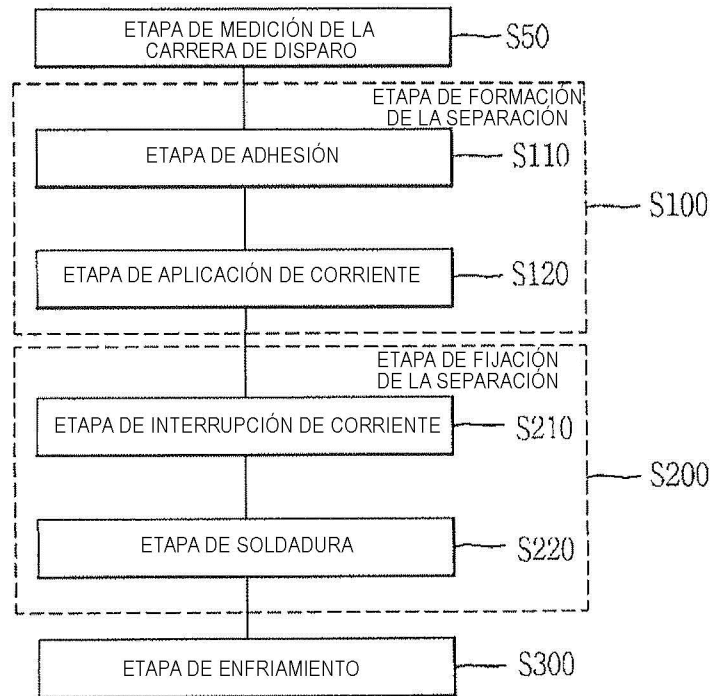 ETAPA DE MEDICIÓN DE LA
CARRERA DE DISPARO
S50
ETAPA DE FORMACIÓN
DE LA SEPARACIÓN
ETAPA DE ADHESIÓN
S110
S100
ETAPA DE APLICACIÓN DE CORRIENTE
S120
ETAPA DE FIJACIÓN
DE LA SEPARACIÓN
ETAPA DE INTERRUPCIÓN DE CORRIENTE
S210
S200
ETAPA DE SOLDADURA
S220
ETAPA DE ENFRIAMIENTO
S300